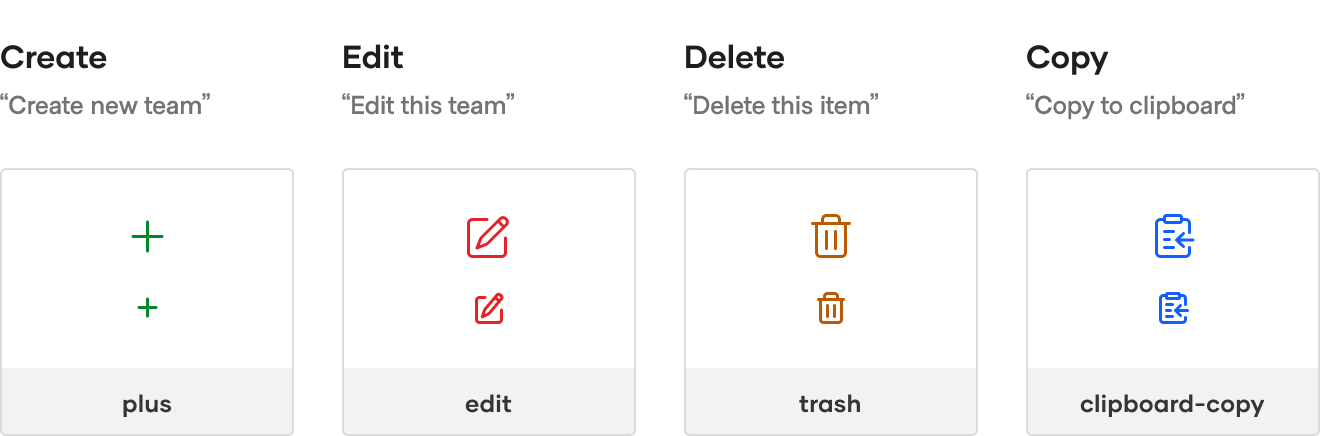 Create
“Create new team”
plus
Edit
“Edit this team”
edit
Delete
“Delete this item”
trash
Copy
“Copy to clipboard”
clipboard-copy